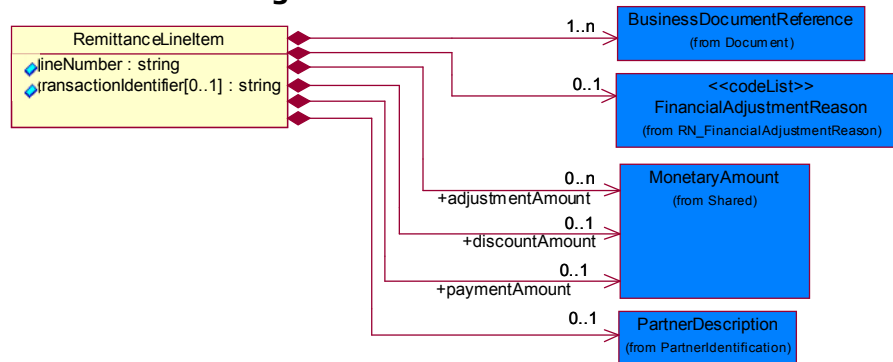 RemittanceLineItem
lineNumber : string
transactionIdentifier[0..1] : string
1..n
BusinessDocumentReference
(from Document)
0..1
<<codeList>>
FinancialAdjustmentReason
(from RN_FinancialAdjustmentReason)
0..n
+adjustmentAmount
MonetaryAmount
(from Shared)
0..1
+discountAmount
0..1
+paymentAmount
0..1
PartnerDescription
(from PartnerIdentification)